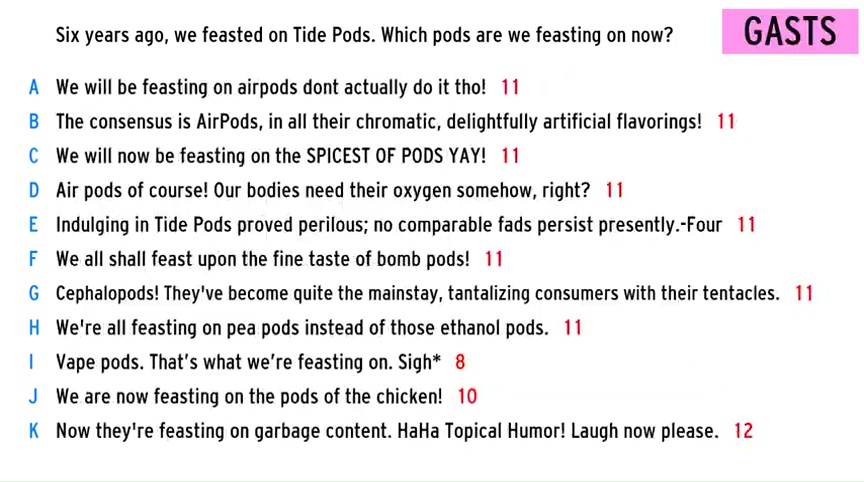 Six years ago, we feasted on Tide Pods. Which pods are we feasting on now?
GASTS
A We will be feasting on airpods dont actually do it tho! 11
B The consensus is AirPods, in all their chromatic, delightfully artificial flavorings! 11
C We will now be feasting on the SPICEST OF PODS YAY! 11
D Air pods of course! Our bodies need their oxygen somehow, right? 11
E Indulging in Tide Pods proved perilous; no comparable fads persist presently.-Four 11
F We all shall feast upon the fine taste of bomb pods! 11
G Cephalopods! They've become quite the mainstay, tantalizing consumers with their tentacles. 11
H We're all feasting on pea pods instead of those ethanol pods. 11
I Vape pods. That’s what we’re feasting on. Sigh* 8
J We are now feasting on the pods of the chicken! 10
K Now they're feasting on garbage content. HaHa Topical Humor! Laugh now please. 12